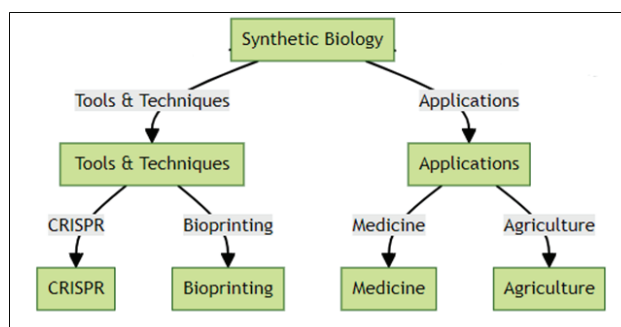 Synthetic Biology
Tools & Techniques
Applications
Tools & Techniques
Applications
CRISPR
Bioprinting
Medicine
Agriculture
CRISPR
Bioprinting
Medicine
Agriculture